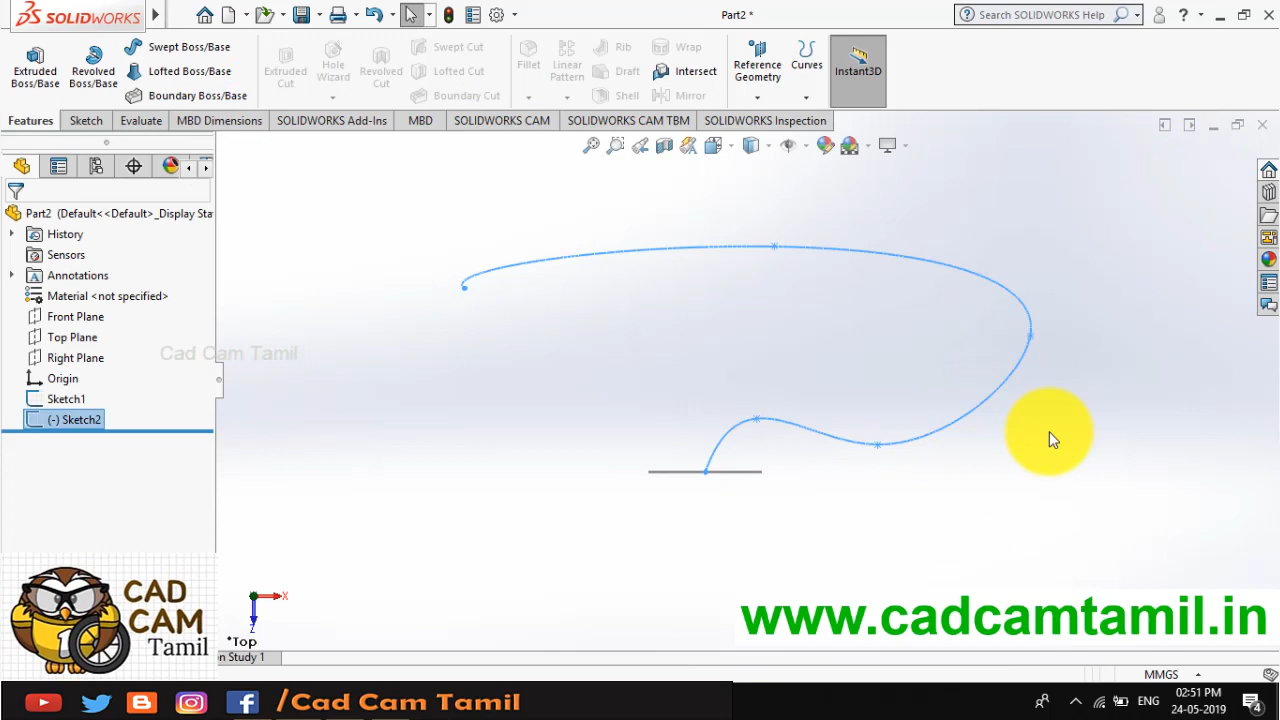 SOLIDWORKS
Part2 *
Search SOLIDWORKS Help
Extruded Boss/Base
Revolved Boss/Base
Swept Boss/Base
Lofted Boss/Base
Boundary Boss/Base
Extruded Cut
Hole Wizard
Revolved Cut
Swept Cut
Lofted Cut
Boundary Cut
Fillet
Linear Pattern
Rib
Draft
Shell
Wrap
Intersect
Mirror
Reference Geometry
Curves
Instant3D
Features Sketch Evaluate MBD Dimensions SOLIDWORKS Add-Ins MBD SOLIDWORKS CAM SOLIDWORKS CAM TBM SOLIDWORKS Inspection
Part2 (Default<<Default>_Display Sta
History
Sensors
Annotations
Material <not specified>
Front Plane
Top Plane
Right Plane
Origin
Sketch1
(-) Sketch2
Cad Cam Tamil
X
Z
*Top
n Study 1
CAD
CAM
Tamil
www.cadcamtamil.in
MMGS
/Cad Cam Tamil
ENG
02:51 PM
24-05-2019
4